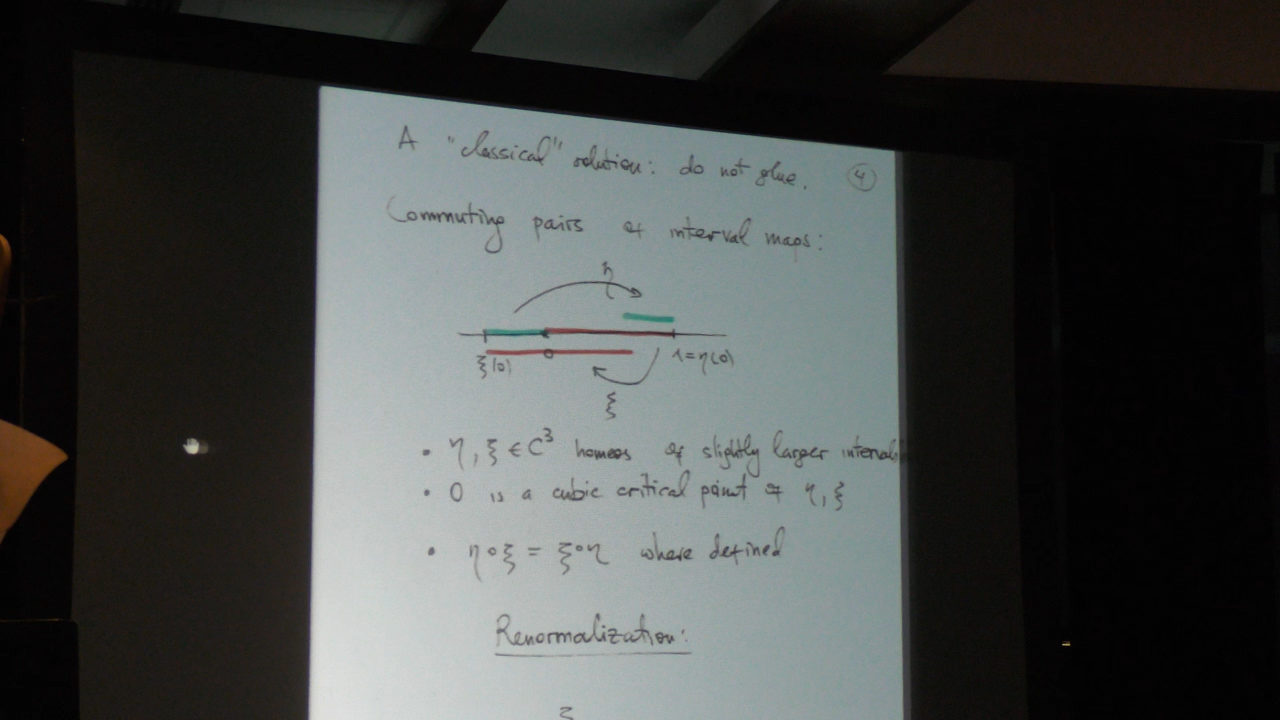 A "classical" solution: do not glue. 4
Commuting pairs of interval maps:
η
ξ(0) 0 1=η(0)
ξ
• η, ξ ∈ C³ homeos of slightly larger intervals
• 0 is a cubic critical point of η, ξ
• η∘ξ = ξ∘η where defined
Renormalization:
ξ